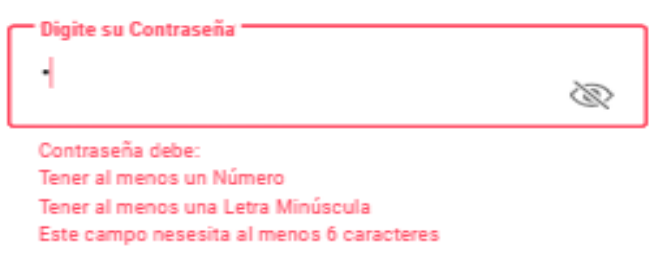 Digite su Contraseña
•
Contraseña debe:
Tener al menos un Número
Tener al menos una Letra Minúscula
Este campo nesesita al menos 6 caracteres